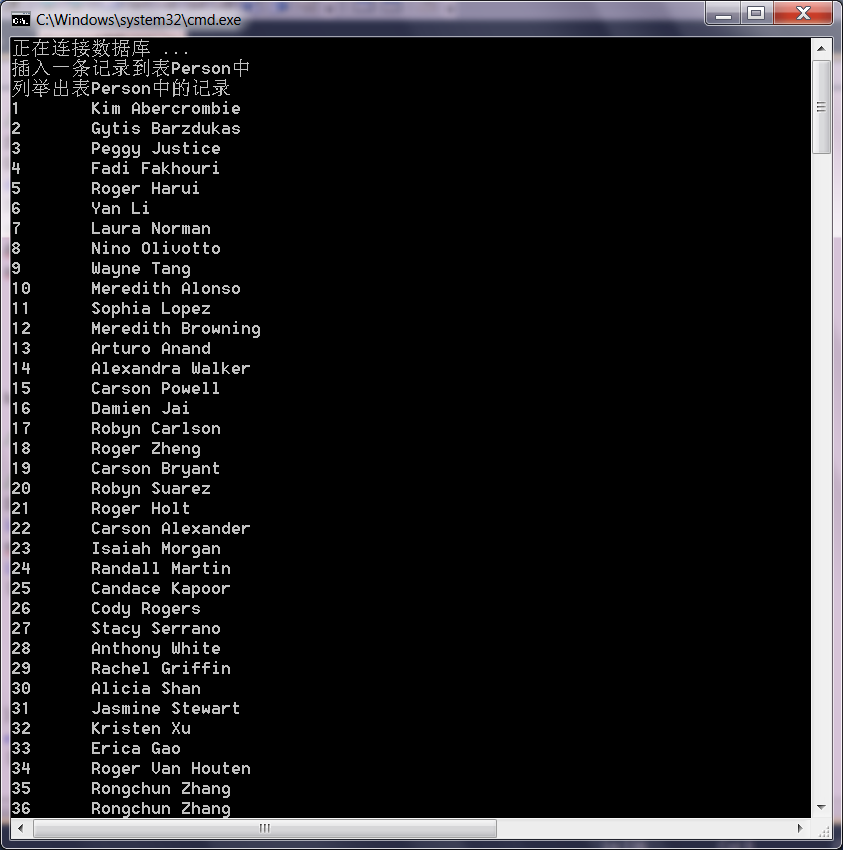 C:\Windows\system32\cmd.exe
正在连接数据库 ...
插入一条记录到表Person中
列举出表Person中的记录
1 Kim Abercrombie
2 Gytis Barzdukas
3 Peggy Justice
4 Fadi Fakhouri
5 Roger Harui
6 Yan Li
7 Laura Norman
8 Nino Olivotto
9 Wayne Tang
10 Meredith Alonso
11 Sophia Lopez
12 Meredith Browning
13 Arturo Anand
14 Alexandra Walker
15 Carson Powell
16 Damien Jai
17 Robyn Carlson
18 Roger Zheng
19 Carson Bryant
20 Robyn Suarez
21 Roger Holt
22 Carson Alexander
23 Isaiah Morgan
24 Randall Martin
25 Candace Kapoor
26 Cody Rogers
27 Stacy Serrano
28 Anthony White
29 Rachel Griffin
30 Alicia Shan
31 Jasmine Stewart
32 Kristen Xu
33 Erica Gao
34 Roger Van Houten
35 Rongchun Zhang
36 Rongchun Zhang